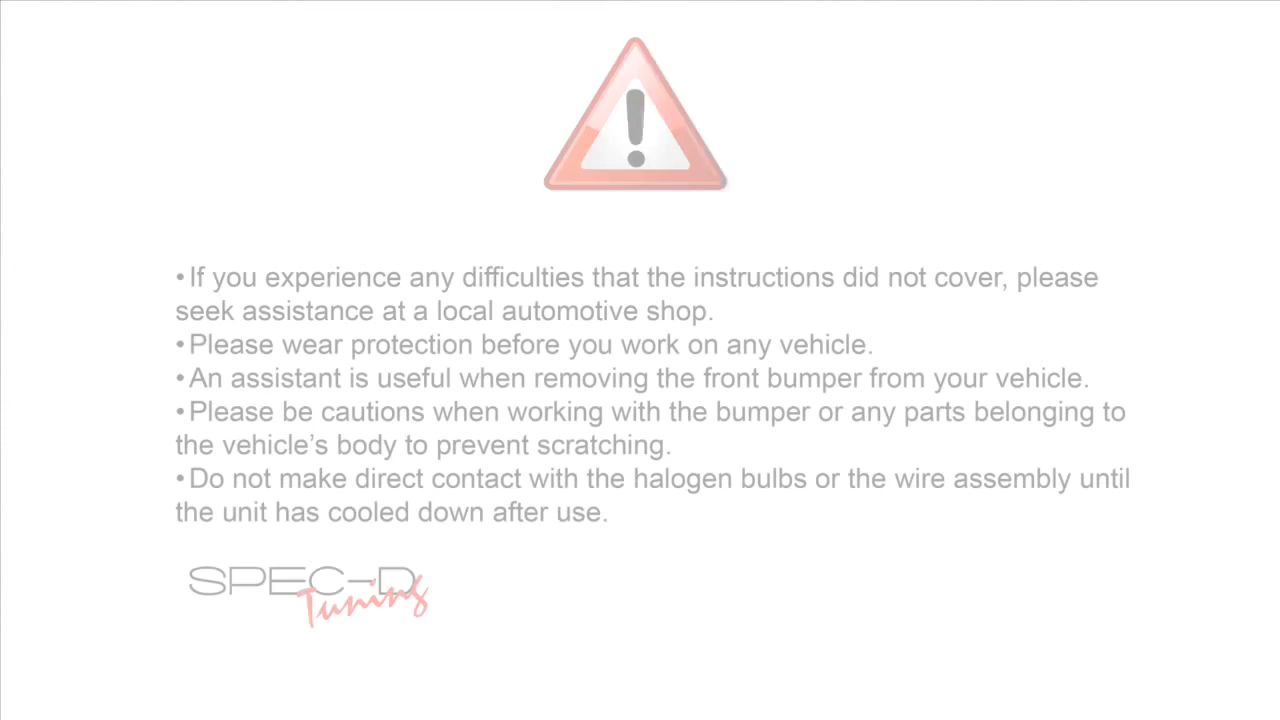 •If you experience any difficulties that the instructions did not cover, please
seek assistance at a local automotive shop.
•Please wear protection before you work on any vehicle.
•An assistant is useful when removing the front bumper from your vehicle.
•Please be cautions when working with the bumper or any parts belonging to
the vehicle’s body to prevent scratching.
•Do not make direct contact with the halogen bulbs or the wire assembly until
the unit has cooled down after use.
SPEC-D
Tuning